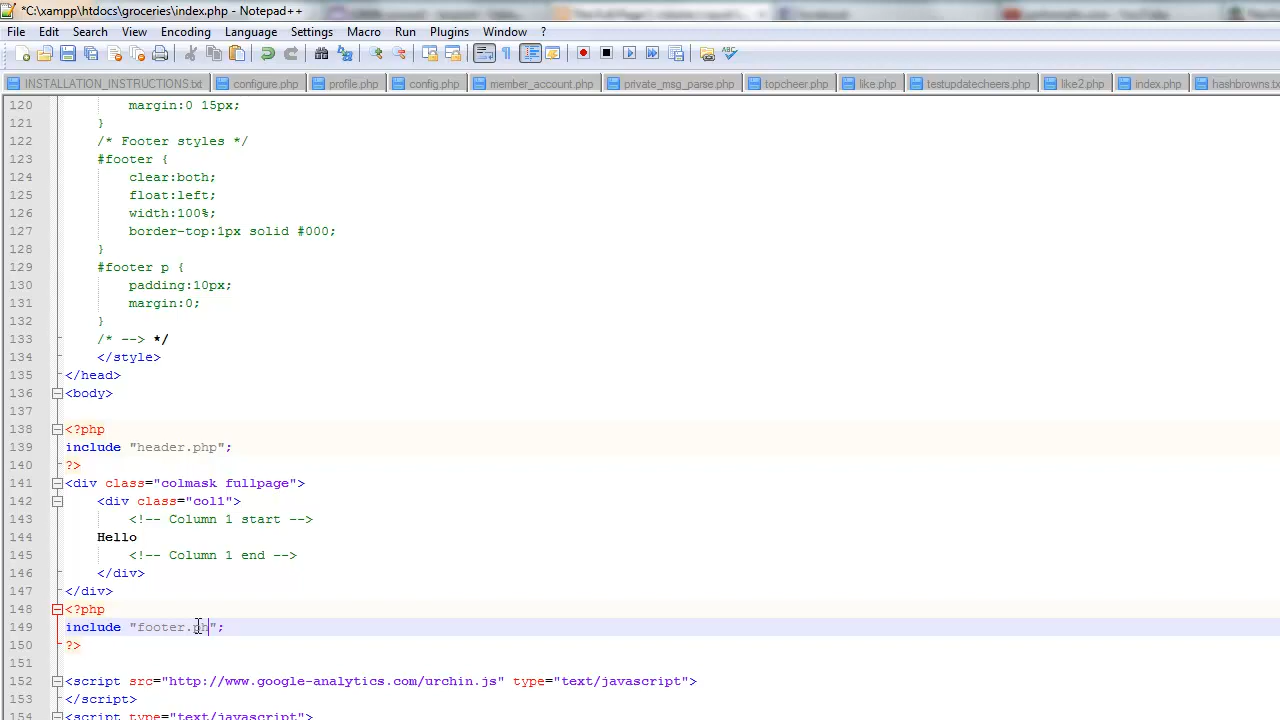 *C:\xampp\htdocs\groceries\index.php - Notepad++
File Edit Search View Encoding Language Settings Macro Run Plugins Window ?
INSTALLATION_INSTRUCTIONS.txt configure.php profile.php config.php member_account.php private_msg_parse.php topcheer.php like.php testupdatecheers.php like2.php index.php hashbrowns.tx
120 margin:0 15px;
121 }
122 /* Footer styles */
123 #footer {
124 clear:both;
125 float:left;
126 width:100%;
127 border-top:1px solid #000;
128 }
129 #footer p {
130 padding:10px;
131 margin:0;
132 }
133 /* --> */
134 </style>
135 </head>
136 <body>
137
138 <?php
139 include "header.php";
140 ?>
141 <div class="colmask fullpage">
142 <div class="col1">
143 <!-- Column 1 start -->
144 Hello
145 <!-- Column 1 end -->
146 </div>
147 </div>
148 <?php
149 include "footer.ph";
150 ?>
151
152 <script src="http://www.google-analytics.com/urchin.js" type="text/javascript">
153 </script>
154 <script type="text/javascript">